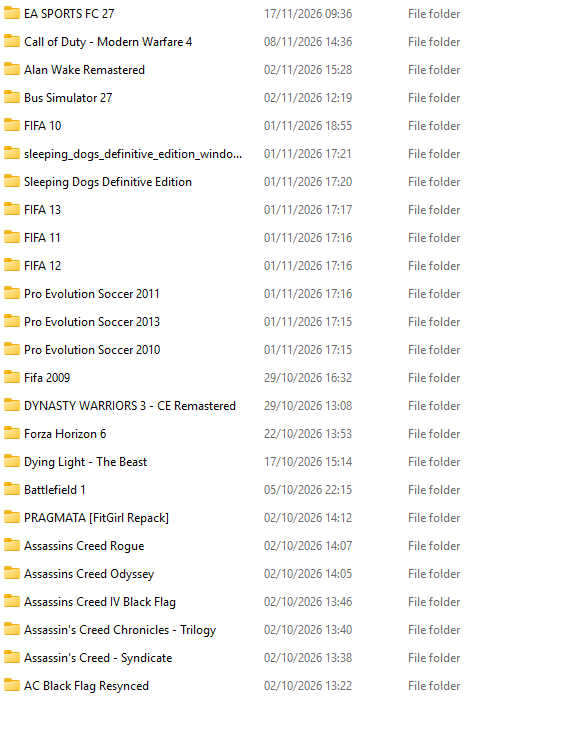 EA SPORTS FC 27 17/11/2026 09:36 File folder
Call of Duty - Modern Warfare 4 08/11/2026 14:36 File folder
Alan Wake Remastered 02/11/2026 15:28 File folder
Bus Simulator 27 02/11/2026 12:19 File folder
FIFA 10 01/11/2026 18:55 File folder
sleeping_dogs_definitive_edition_windo... 01/11/2026 17:21 File folder
Sleeping Dogs Definitive Edition 01/11/2026 17:20 File folder
FIFA 13 01/11/2026 17:17 File folder
FIFA 11 01/11/2026 17:16 File folder
FIFA 12 01/11/2026 17:16 File folder
Pro Evolution Soccer 2011 01/11/2026 17:16 File folder
Pro Evolution Soccer 2013 01/11/2026 17:15 File folder
Pro Evolution Soccer 2010 01/11/2026 17:15 File folder
Fifa 2009 29/10/2026 16:32 File folder
DYNASTY WARRIORS 3 - CE Remastered 29/10/2026 13:08 File folder
Forza Horizon 6 22/10/2026 13:53 File folder
Dying Light - The Beast 17/10/2026 15:14 File folder
Battlefield 1 05/10/2026 22:15 File folder
PRAGMATA [FitGirl Repack] 02/10/2026 14:12 File folder
Assassins Creed Rogue 02/10/2026 14:07 File folder
Assassins Creed Odyssey 02/10/2026 14:05 File folder
Assassins Creed IV Black Flag 02/10/2026 13:46 File folder
Assassin's Creed Chronicles - Trilogy 02/10/2026 13:40 File folder
Assassin's Creed - Syndicate 02/10/2026 13:38 File folder
AC Black Flag Resynced 02/10/2026 13:22 File folder